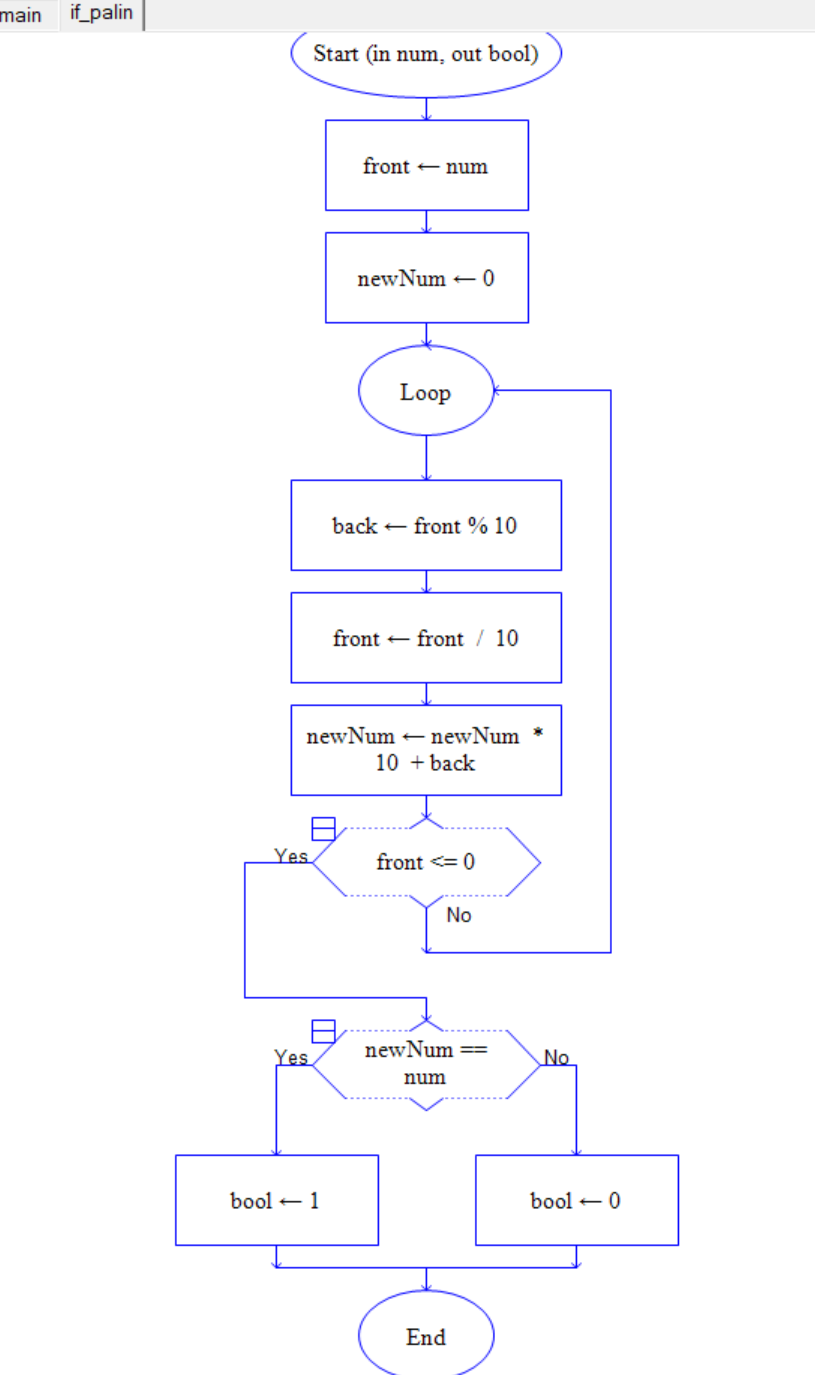 main
if_palin
Start (in num, out bool)
front ← num
newNum ← 0
Loop
back ← front % 10
front ← front / 10
newNum ← newNum *
10 + back
Yes
front <= 0
No
Yes
newNum ==
num
No
bool ← 1
bool ← 0
End